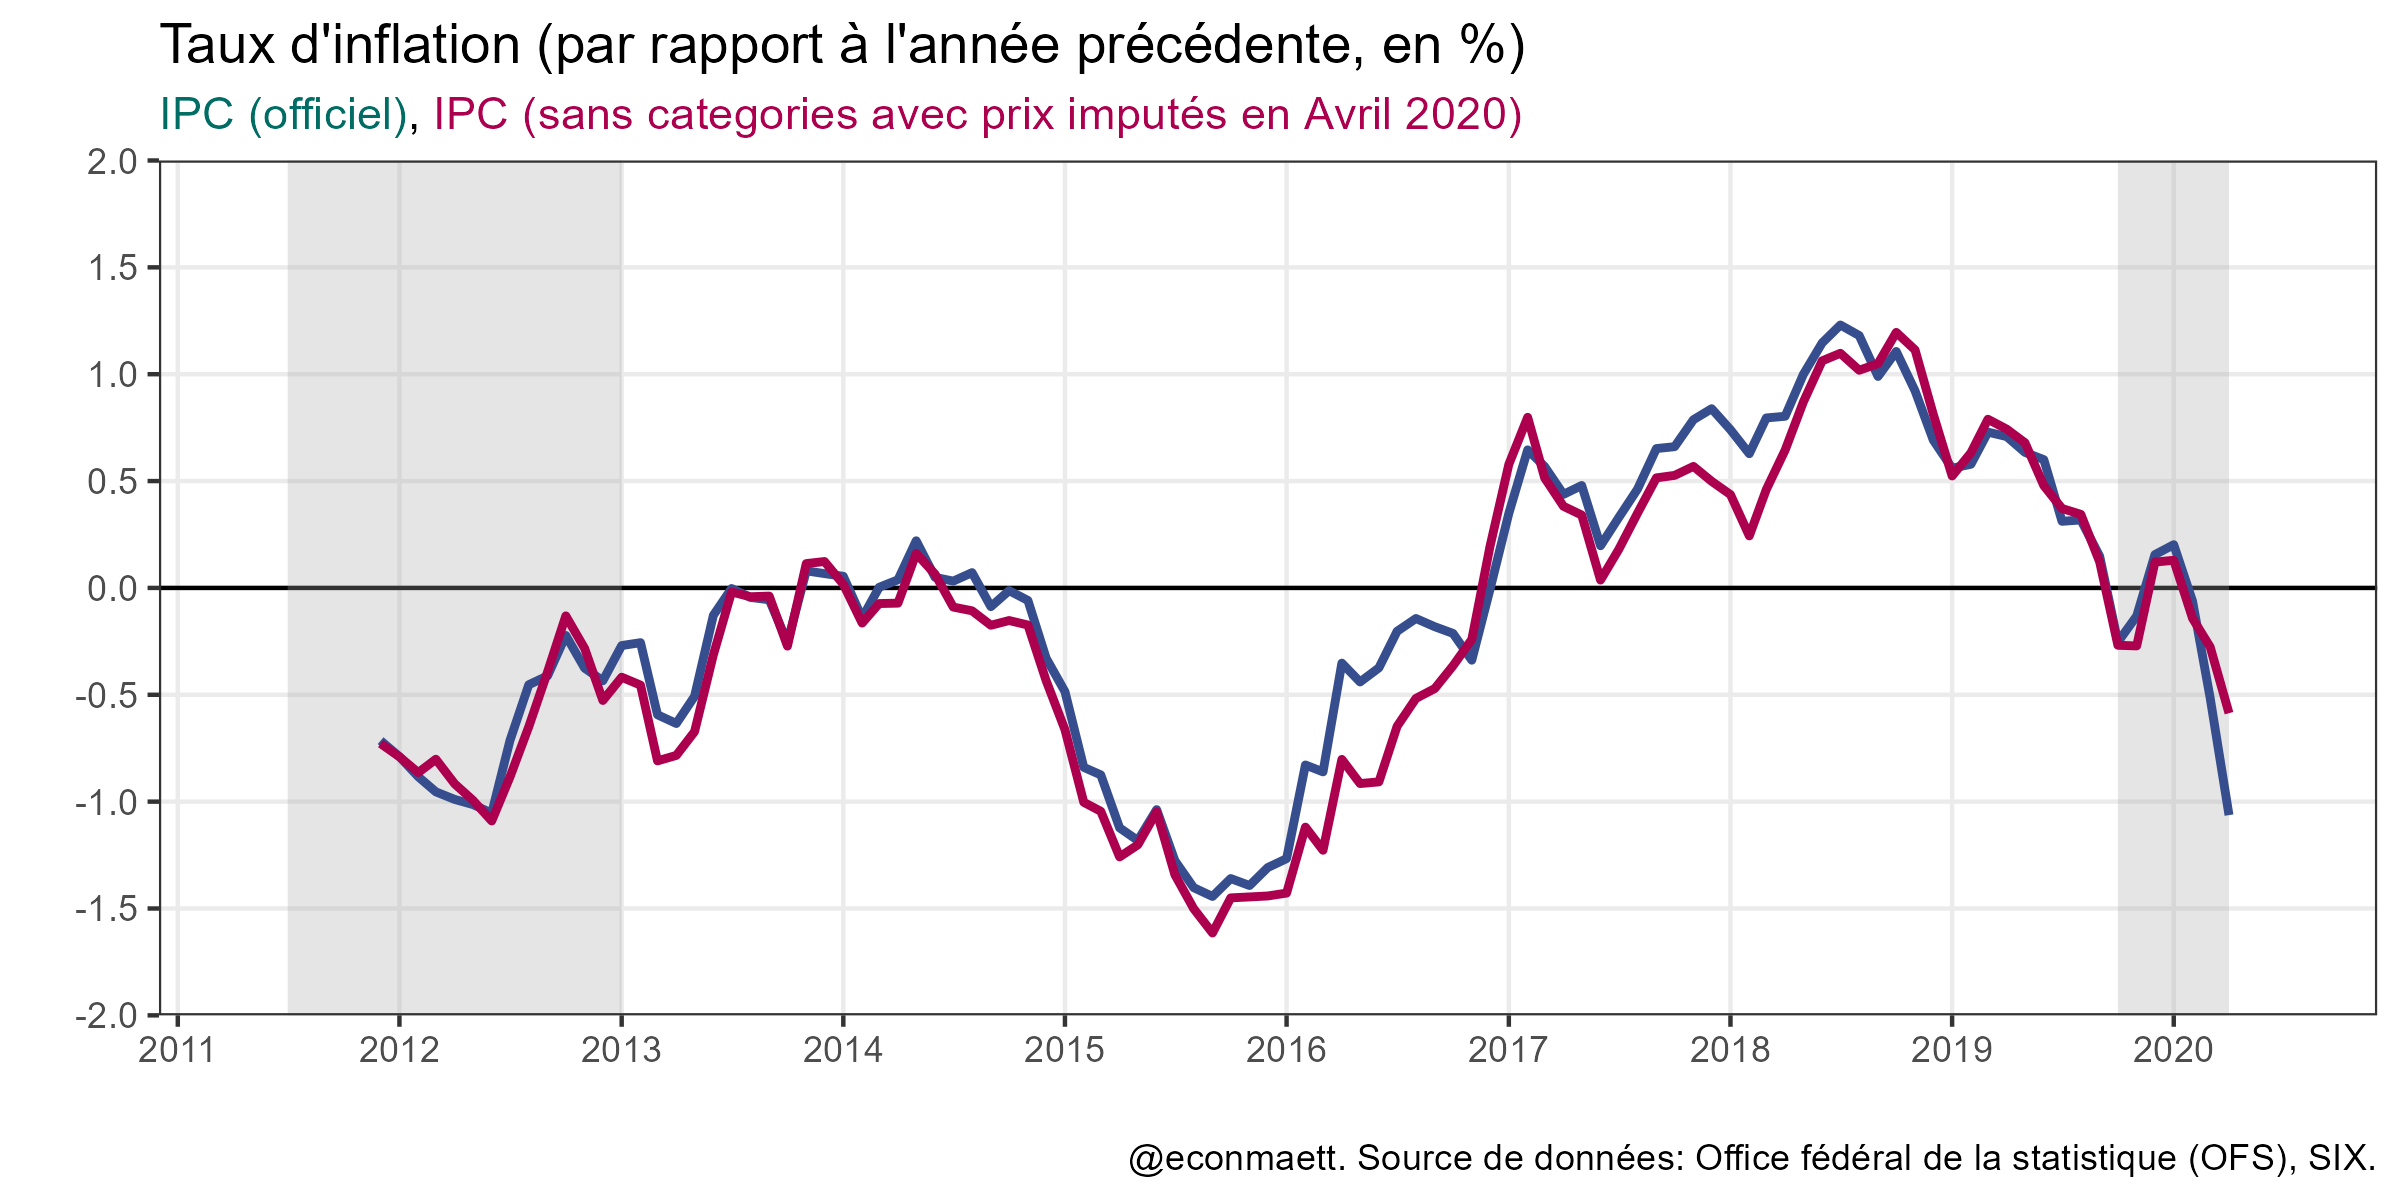 Taux d'inflation (par rapport à l'année précédente, en %)
IPC (officiel), IPC (sans categories avec prix imputés en Avril 2020)
2.0
1.5
1.0
0.5
0.0
-0.5
-1.0
-1.5
-2.0
2011 2012 2013 2014 2015 2016 2017 2018 2019 2020
@econmaett. Source de données: Office fédéral de la statistique (OFS), SIX.